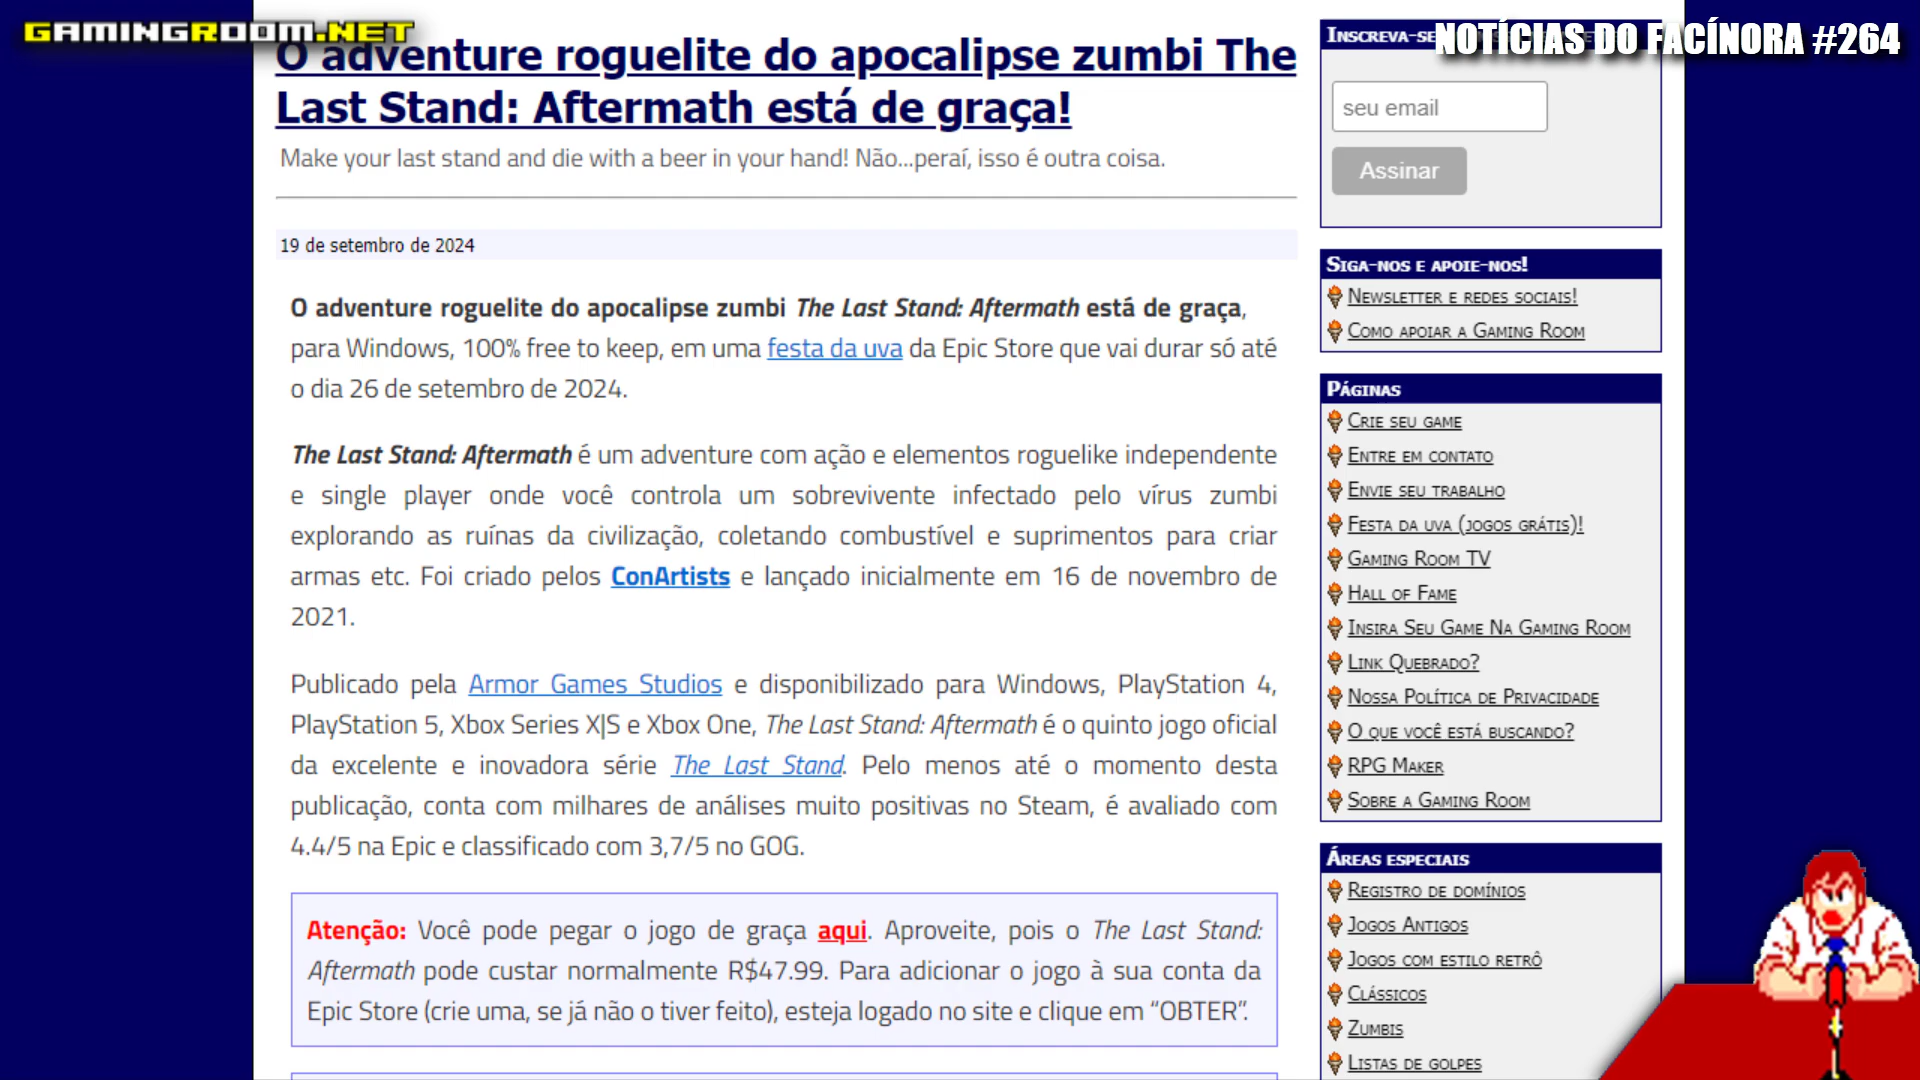 GAMINGROOM.NET
NOTÍCIAS DO FACÍNORA #264
O adventure roguelite do apocalipse zumbi The
Last Stand: Aftermath está de graça!
Make your last stand and die with a beer in your hand! Não...peraí, isso é outra coisa.
19 de setembro de 2024
O adventure roguelite do apocalipse zumbi The Last Stand: Aftermath está de graça,
para Windows, 100% free to keep, em uma festa da uva da Epic Store que vai durar só até
o dia 26 de setembro de 2024.
The Last Stand: Aftermath é um adventure com ação e elementos roguelike independente
e single player onde você controla um sobrevivente infectado pelo vírus zumbi
explorando as ruínas da civilização, coletando combustível e suprimentos para criar
armas etc. Foi criado pelos ConArtists e lançado inicialmente em 16 de novembro de
2021.
Publicado pela Armor Games Studios e disponibilizado para Windows, PlayStation 4,
PlayStation 5, Xbox Series X|S e Xbox One, The Last Stand: Aftermath é o quinto jogo oficial
da excelente e inovadora série The Last Stand. Pelo menos até o momento desta
publicação, conta com milhares de análises muito positivas no Steam, é avaliado com
4.4/5 na Epic e classificado com 3,7/5 no GOG.
Atenção: Você pode pegar o jogo de graça aqui. Aproveite, pois o The Last Stand:
Aftermath pode custar normalmente R$47.99. Para adicionar o jogo à sua conta da
Epic Store (crie uma, se já não o tiver feito), esteja logado no site e clique em “OBTER”.
Inscreva-se
seu email
Assinar
Siga-nos e apoie-nos!
Newsletter e redes sociais!
Como apoiar a Gaming Room
Páginas
Crie seu game
Entre em contato
Envie seu trabalho
Festa da uva (jogos grátis)!
Gaming Room TV
Hall of Fame
Insira Seu Game Na Gaming Room
Link Quebrado?
Nossa Política de Privacidade
O que você está buscando?
RPG Maker
Sobre a Gaming Room
Áreas especiais
Registro de domínios
Jogos Antigos
Jogos com estilo retrô
Clássicos
Zumbis
Listas de golpes